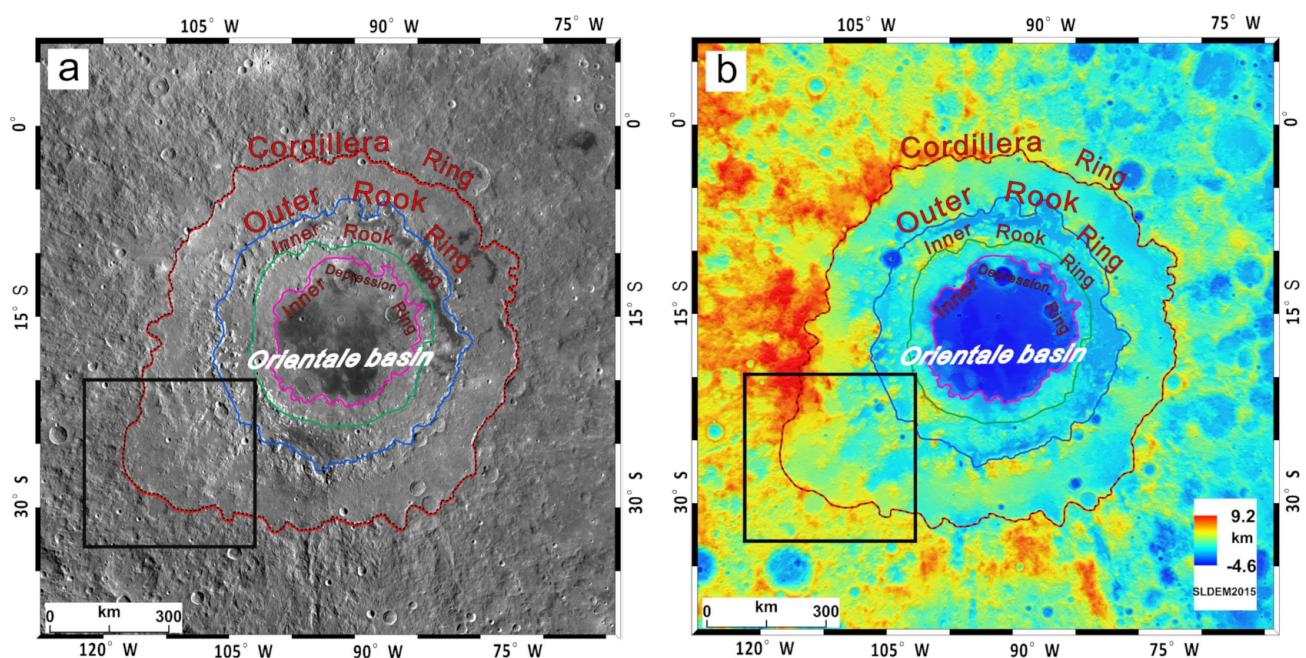 105° W
90° W
75° W
a
Cordillera
Ring
Outer
Rook
Ring
Inner
Rook
Ring
Inner
Depression
Ring
Orientale basin
0°
15° S
30° S
0°
15° S
30° S
km
0
300
120° W
105° W
90° W
75° W
105° W
90° W
75° W
b
Cordillera
Ring
Outer
Rook
Ring
Inner
Rook
Ring
Inner
Depression
Ring
Orientale basin
0°
15° S
30° S
9.2
km
-4.6
SLDEM2015
km
0
300
120° W
105° W
90° W
75° W